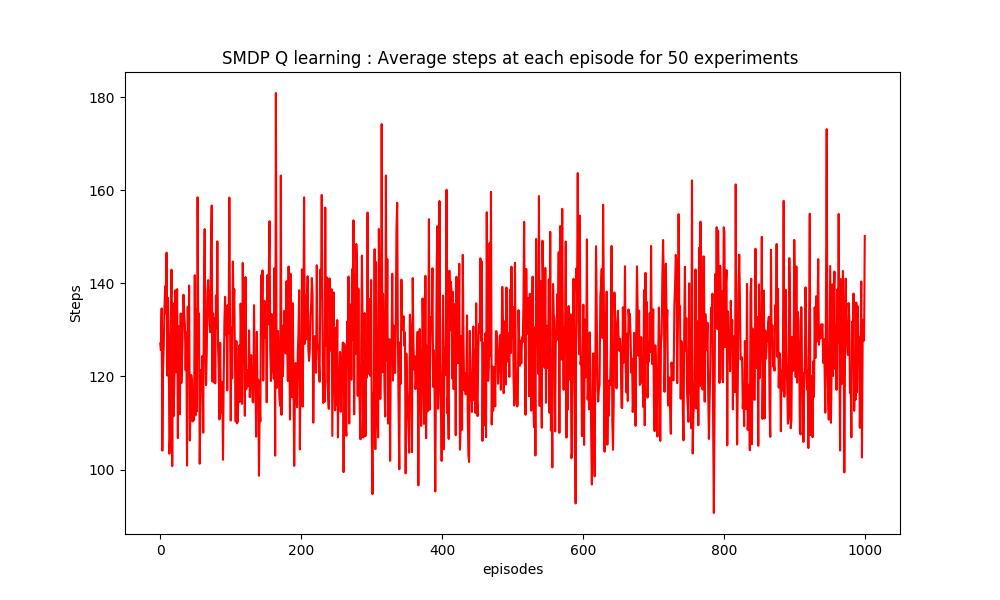 SMDP Q learning : Average steps at each episode for 50 experiments
180
160
140
120
100
Steps
0 200 400 600 800 1000
episodes